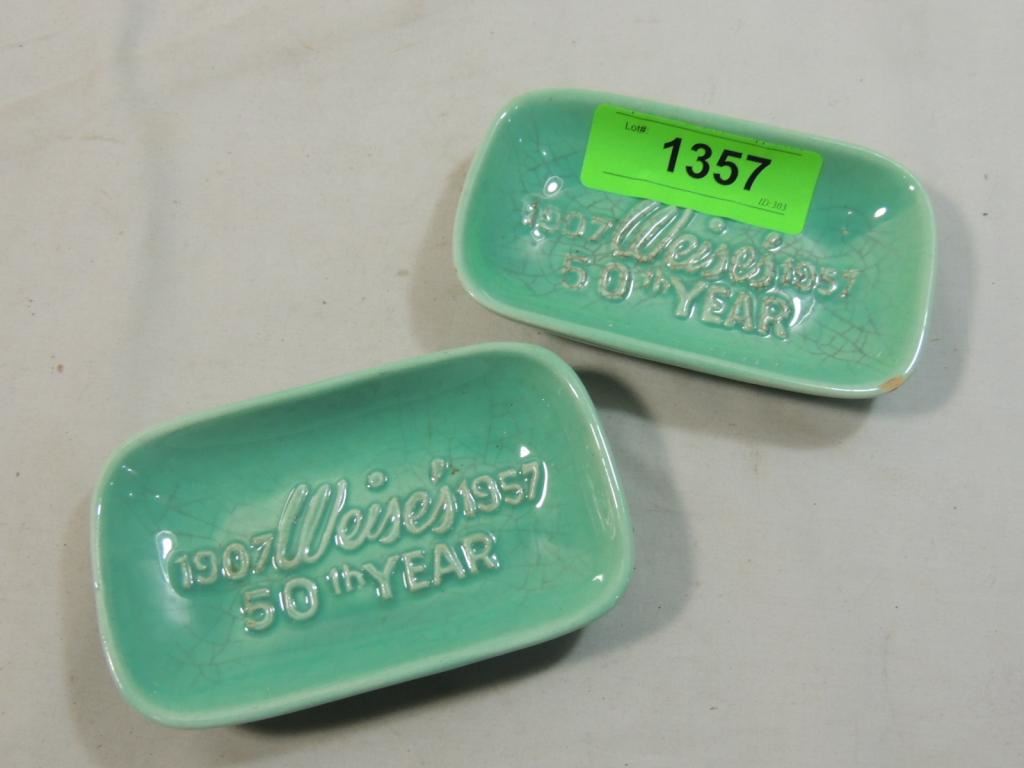 Lot#:
1357
ID:303
1907 Weise's 1957
50th YEAR
1907 Weise's 1957
50th YEAR